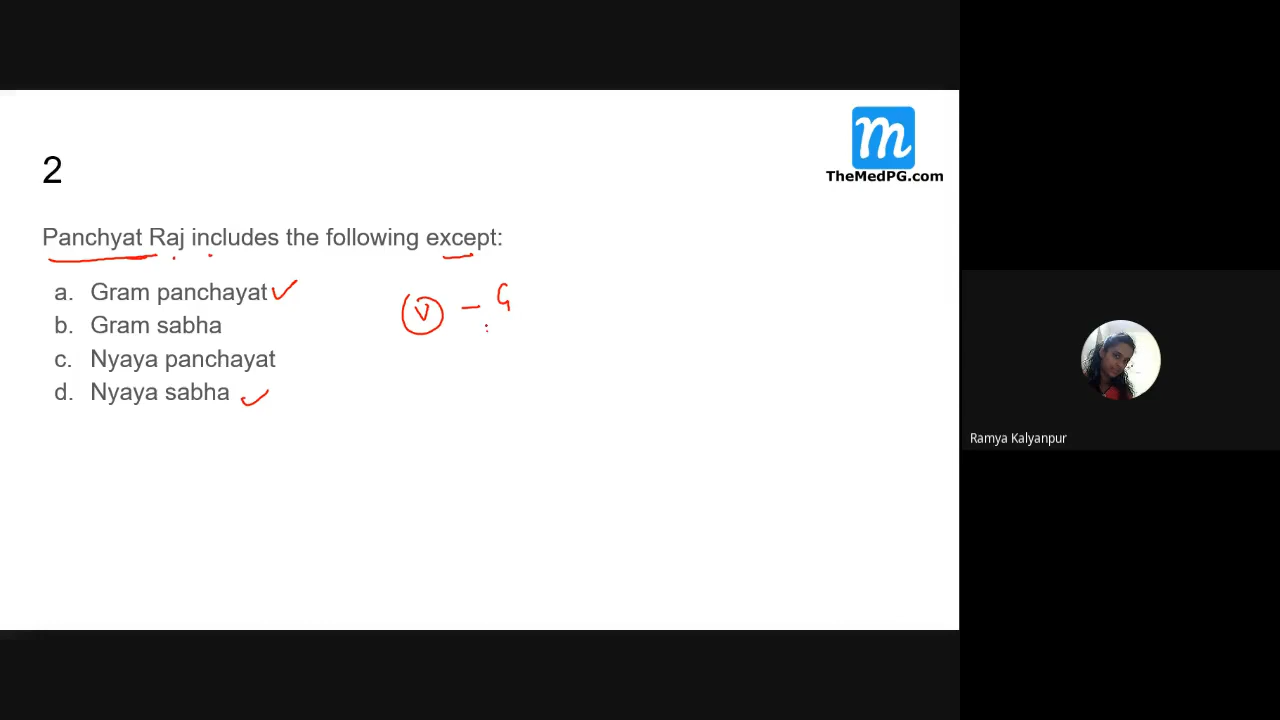 m
TheMedPG.com
2
Panchyat Raj includes the following except:
a. Gram panchayat
b. Gram sabha
c. Nyaya panchayat
d. Nyaya sabha
V - G
Ramya Kalyanpur